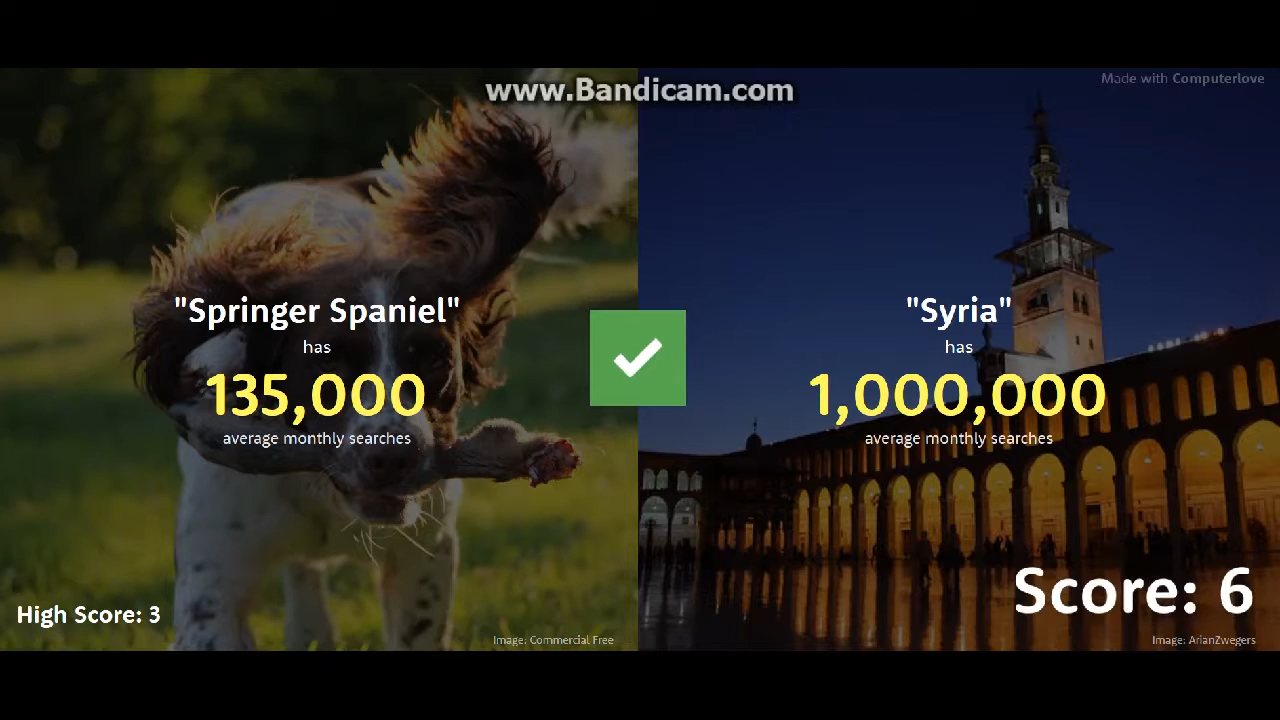 www.Bandicam.com
Made with Computerlove
"Springer Spaniel"
has
135,000
average monthly searches
"Syria"
has
1,000,000
average monthly searches
High Score: 3
Score: 6
Image: Commercial Free
Image: ArianZwegers